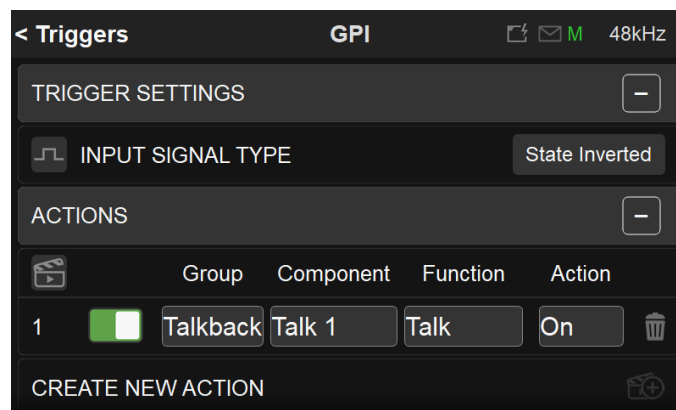 < Triggers GPI M 48kHz
TRIGGER SETTINGS
INPUT SIGNAL TYPE State Inverted
ACTIONS
Group Component Function Action
1 Talkback Talk 1 Talk On
CREATE NEW ACTION